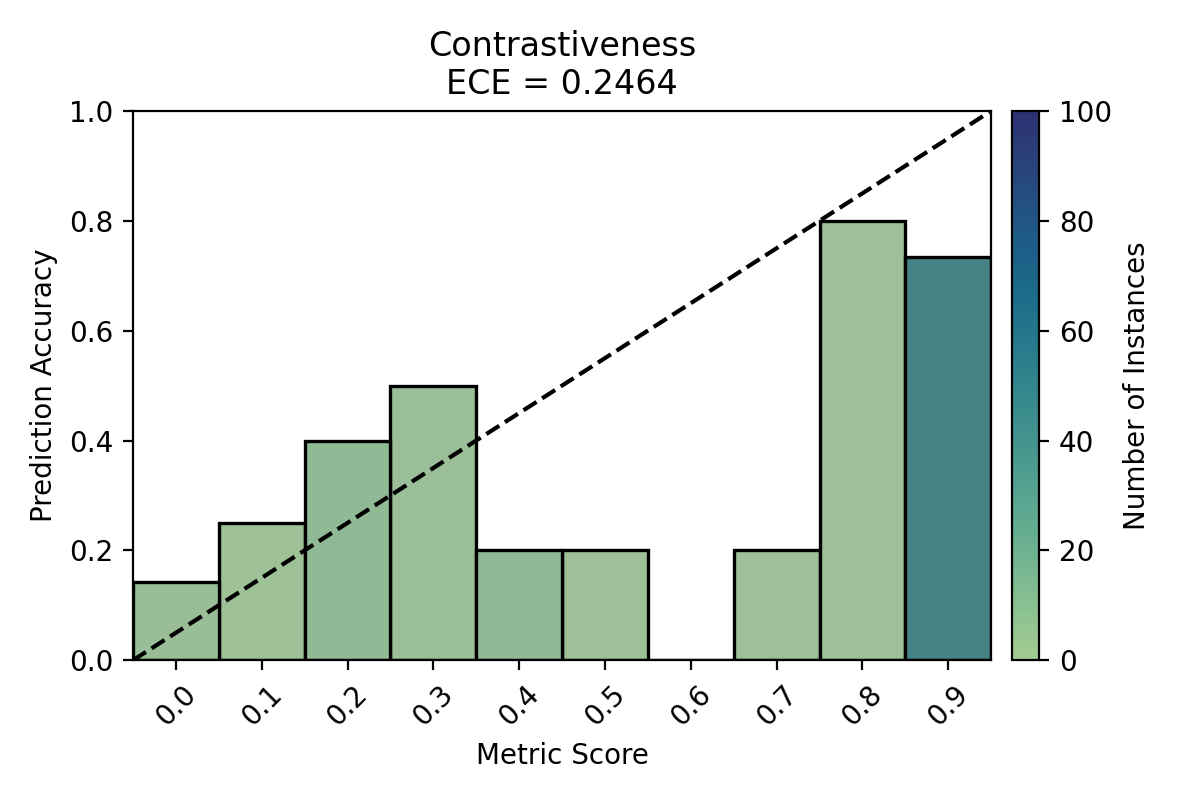 Contrastiveness
ECE = 0.2464
1.0
0.8
0.6
0.4
0.2
0.0
Prediction Accuracy
0.0 0.1 0.2 0.3 0.4 0.5 0.6 0.7 0.8 0.9
Metric Score
100
80
60
40
20
0
Number of Instances